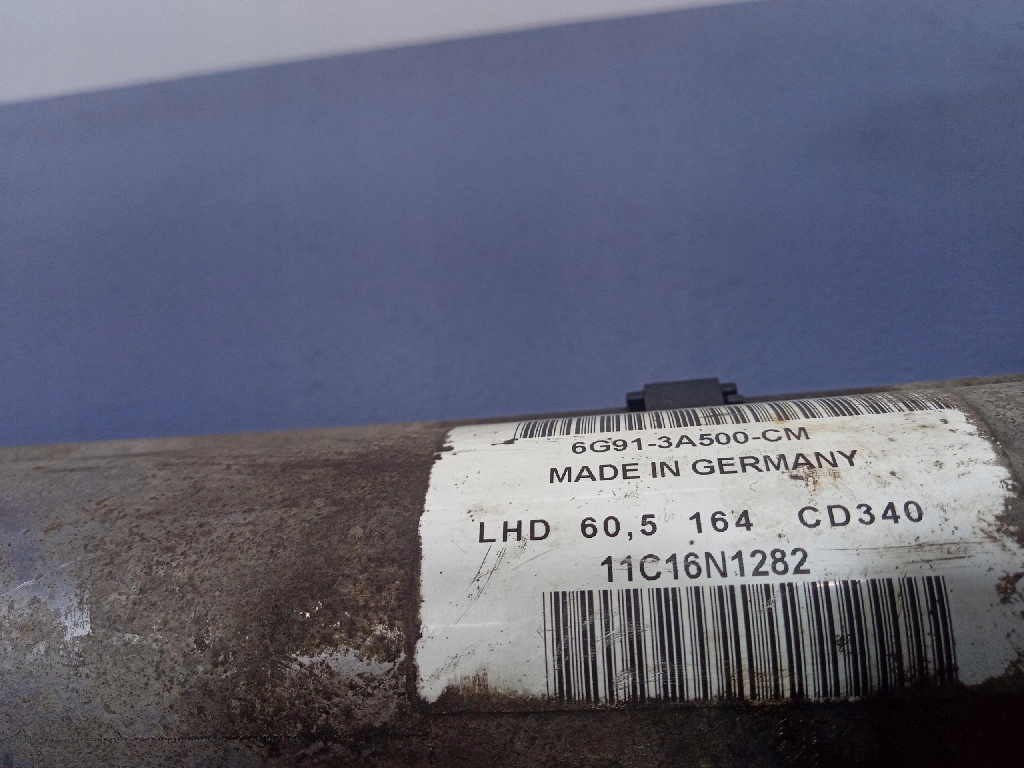 6G91-3A500-CM
MADE IN GERMANY
LHD 60,5 164 CD340
11C16N1282